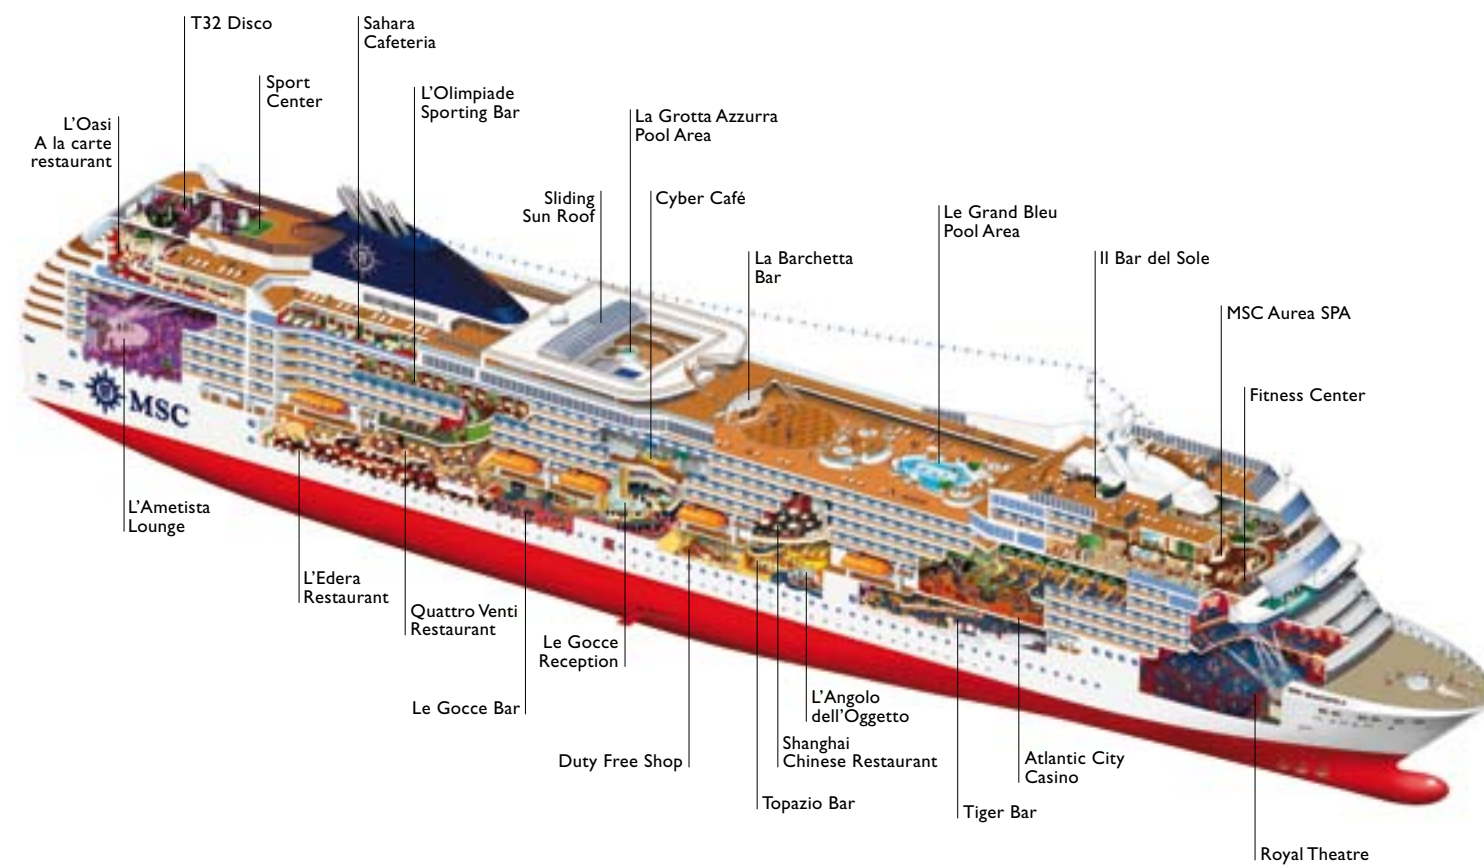 T32 Disco
Sahara
Cafeteria
Sport
Center
L'Olimpiade
Sporting Bar
La Grotta Azzurra
Pool Area
L'Oasi
A la carte
restaurant
Sliding
Sun Roof
Cyber Café
Le Grand Bleu
Pool Area
La Barchetta
Bar
Il Bar del Sole
MSC Aurea SPA
Fitness Center
MSC
L'Ametista
Lounge
L'Edera
Restaurant
Quattro Venti
Restaurant
Le Gocce
Reception
Le Gocce Bar
L'Angolo
dell'Oggetto
Shanghai
Chinese Restaurant
Duty Free Shop
Atlantic City
Casino
Topazio Bar
Tiger Bar
Royal Theatre